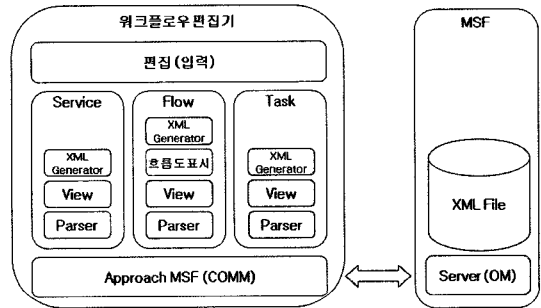 워크플로우편집기
MSF
편집(입력)
Service
Flow
Task
XML
Generator
흐름도표시
XML
Generator
XML
Generator
View
View
View
Parser
Parser
Parser
XML File
Approach MSF (COMM)
Server (OM)